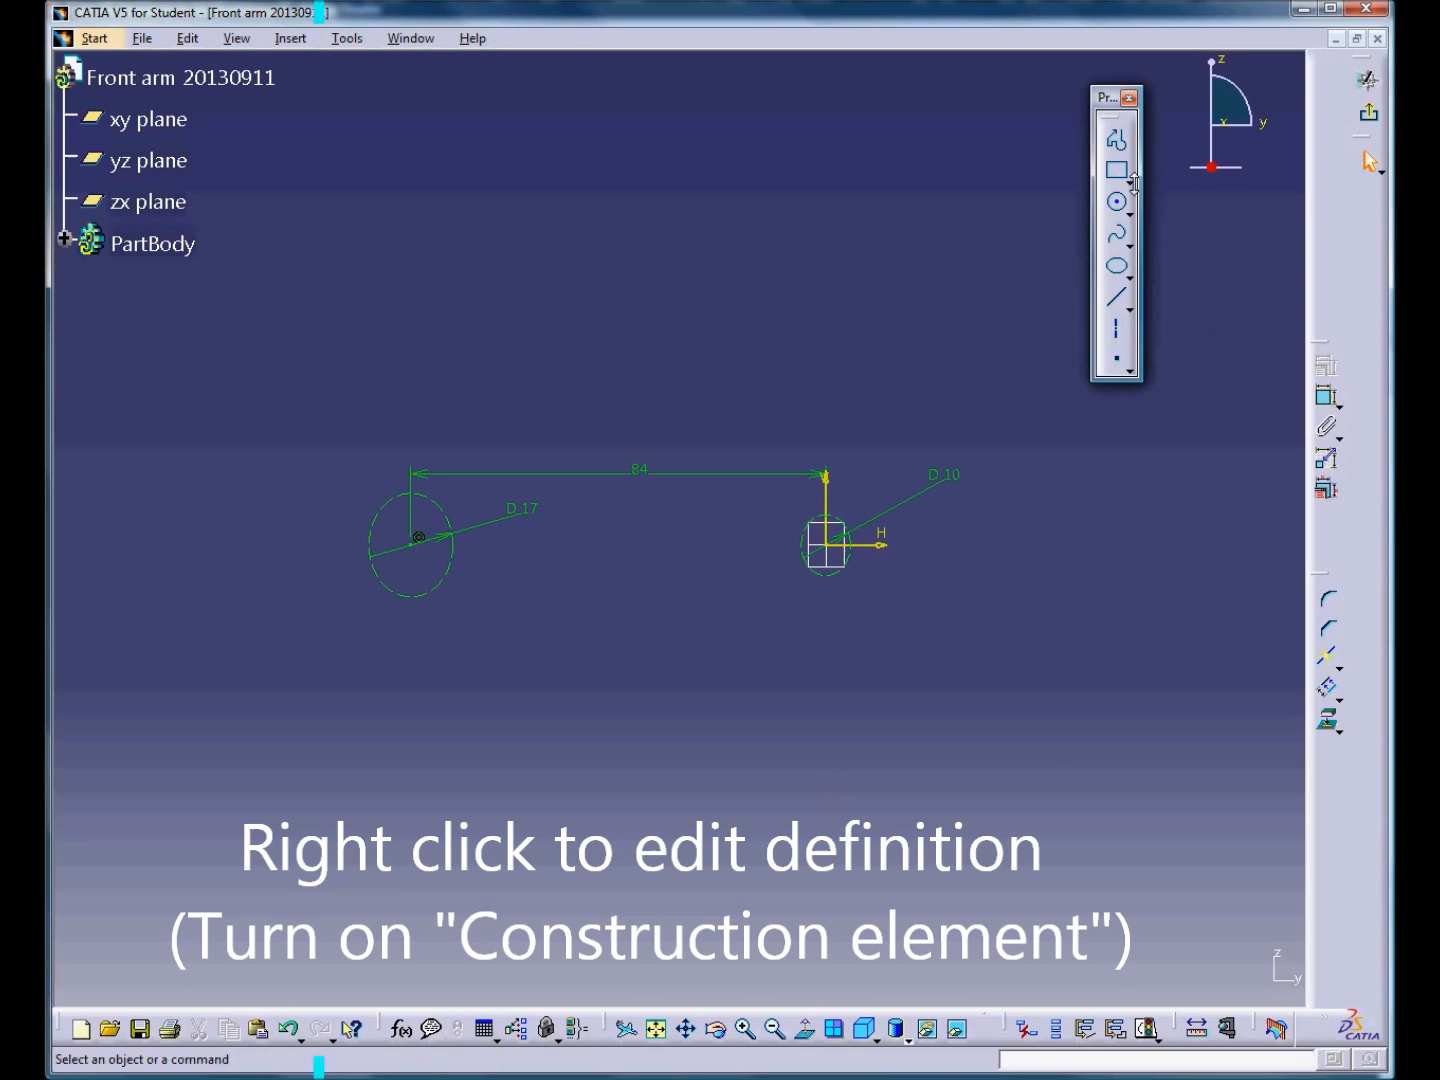 CATIA V5 for Student - [Front arm 201309
Start File Edit View Insert Tools Window Help
Front arm 20130911
xy plane
yz plane
zx plane
PartBody
Pr...
z
x
y
84
D 17
D 10
H
Right click to edit definition
(Turn on "Construction element")
z
y
f(x)
CATIA
Select an object or a command